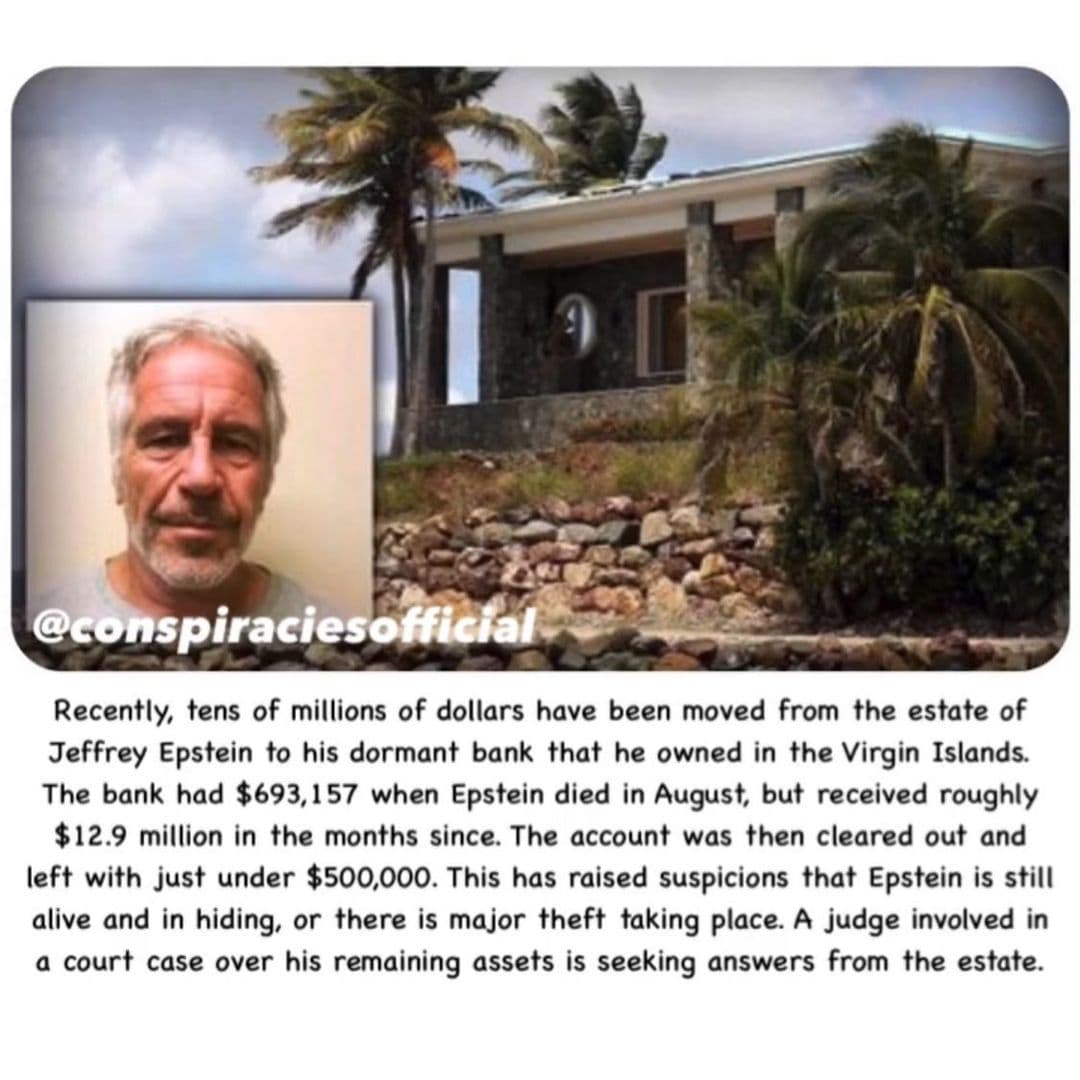 @conspiraciesofficial
Recently, tens of millions of dollars have been moved from the estate of
Jeffrey Epstein to his dormant bank that he owned in the Virgin Islands.
The bank had $693,157 when Epstein died in August, but received roughly
$12.9 million in the months since. The account was then cleared out and
left with just under $500,000. This has raised suspicions that Epstein is still
alive and in hiding, or there is major theft taking place. A judge involved in
a court case over his remaining assets is seeking answers from the estate.